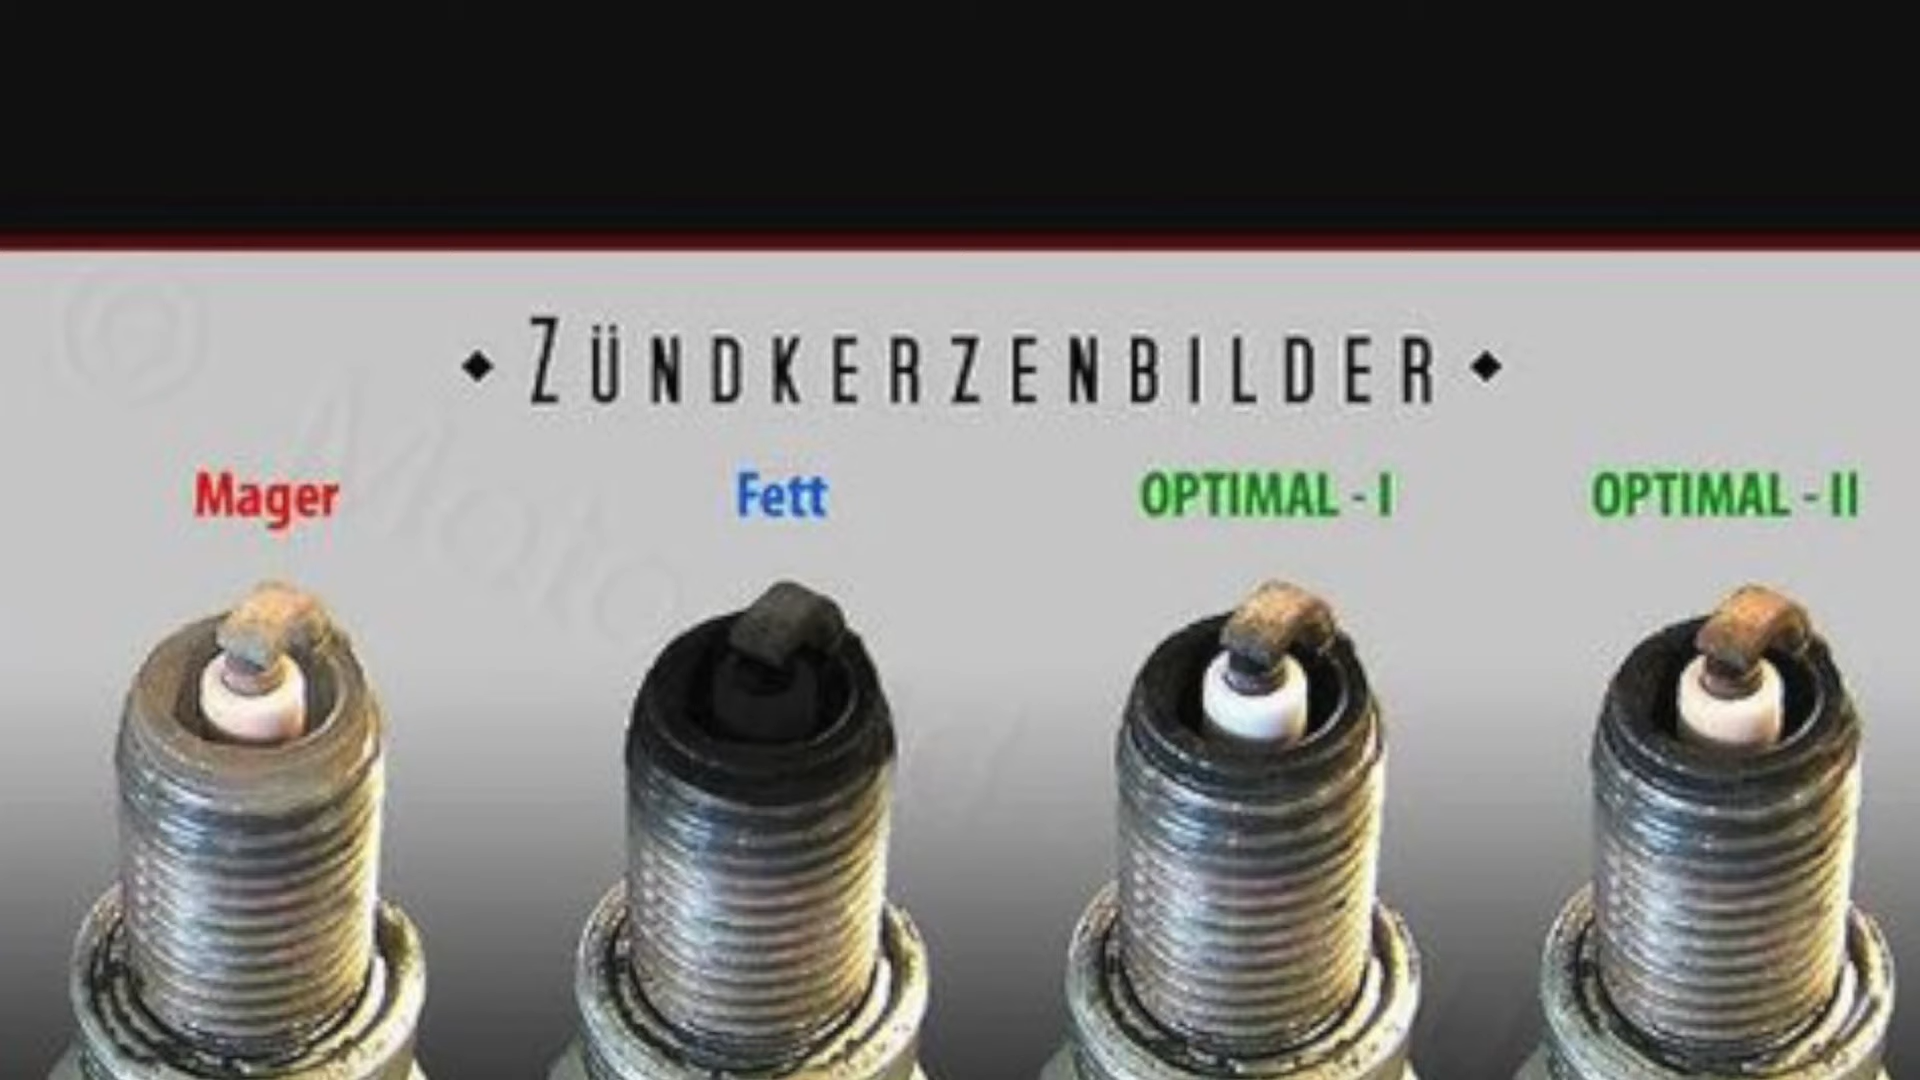 ◆ ZÜNDKERZENBILDER ◆
Mager Fett OPTIMAL - I OPTIMAL - II